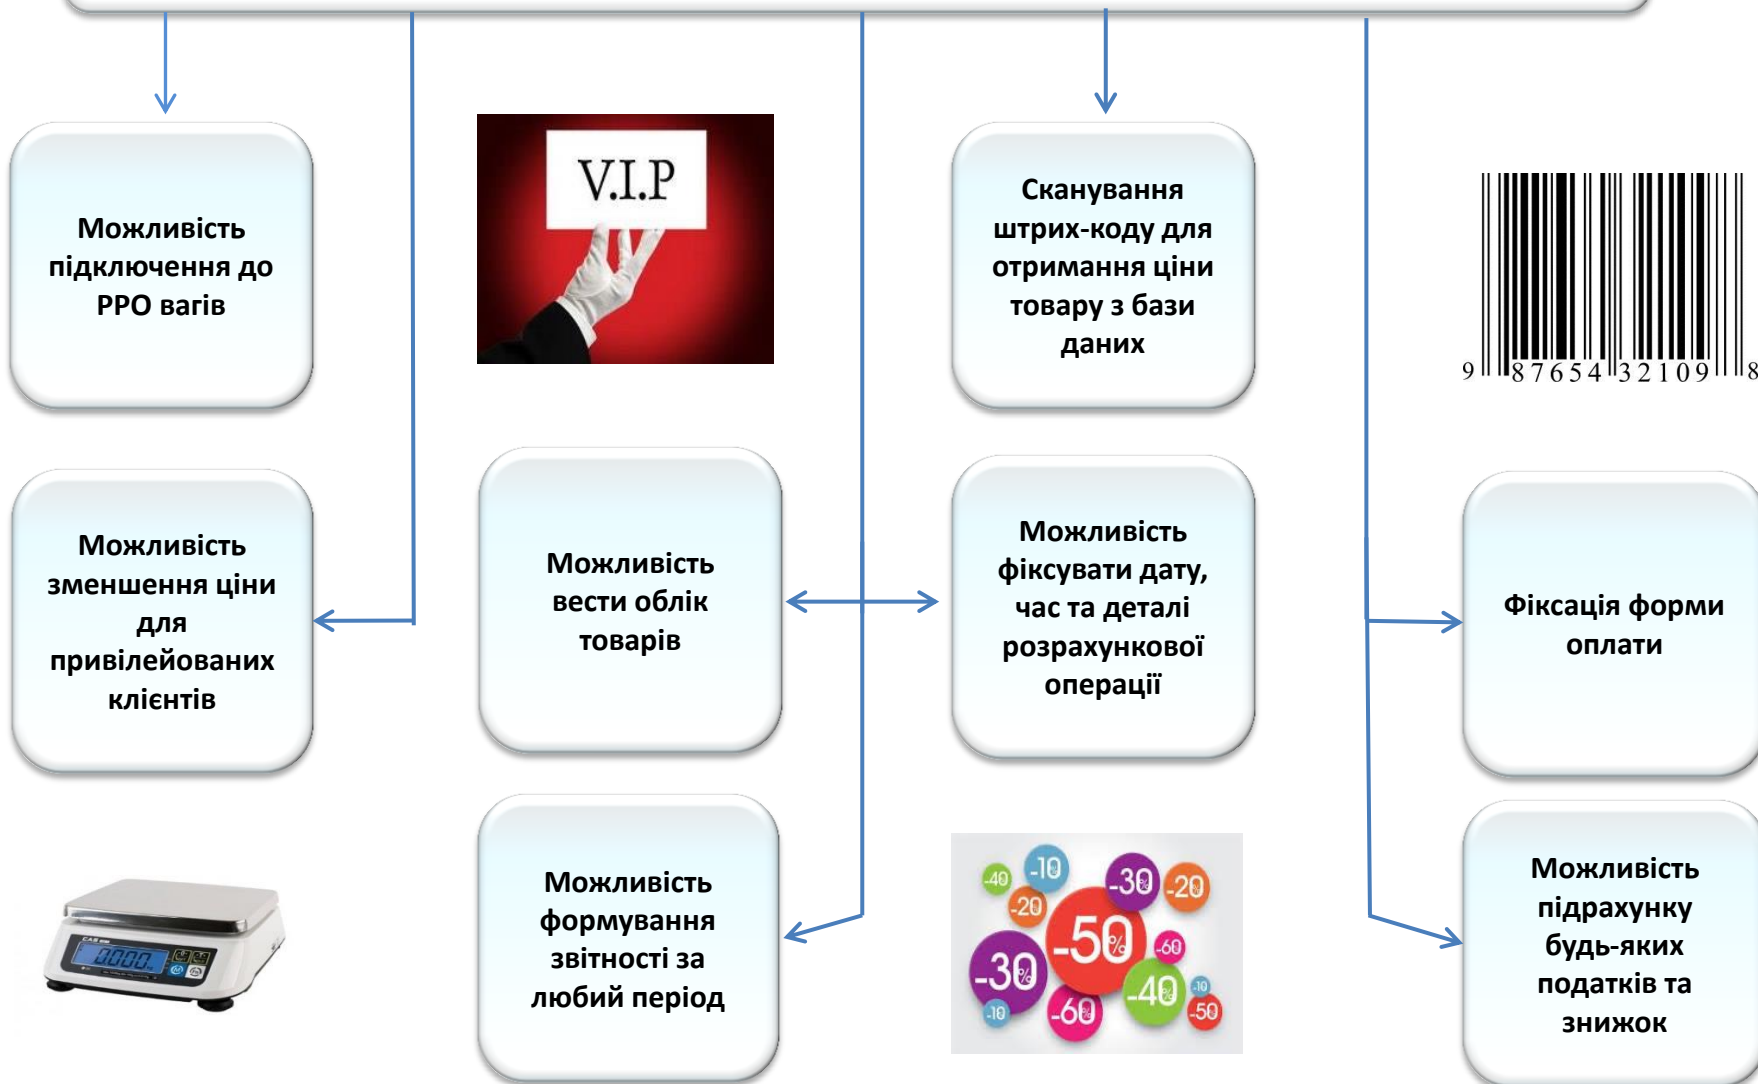 Можливість
підключення до
РРО вагів
V.I.P
Сканування
штрих-коду для
отримання ціни
товару з бази
даних
9 87654 32109 8
Можливість
зменшення ціни
для
привілейованих
клієнтів
Можливість
вести облік
товарів
Можливість
фіксувати дату,
час та деталі
розрахункової
операції
Фіксація форми
оплати
CAS
0.000
Можливість
формування
звітності за
любий період
-40
-10%
-30%
-20%
-20%
-50%
-60%
-30%
-40%
-10
-10%
-60%
-50%
Можливість
підрахунку
будь-яких
податків та
знижок